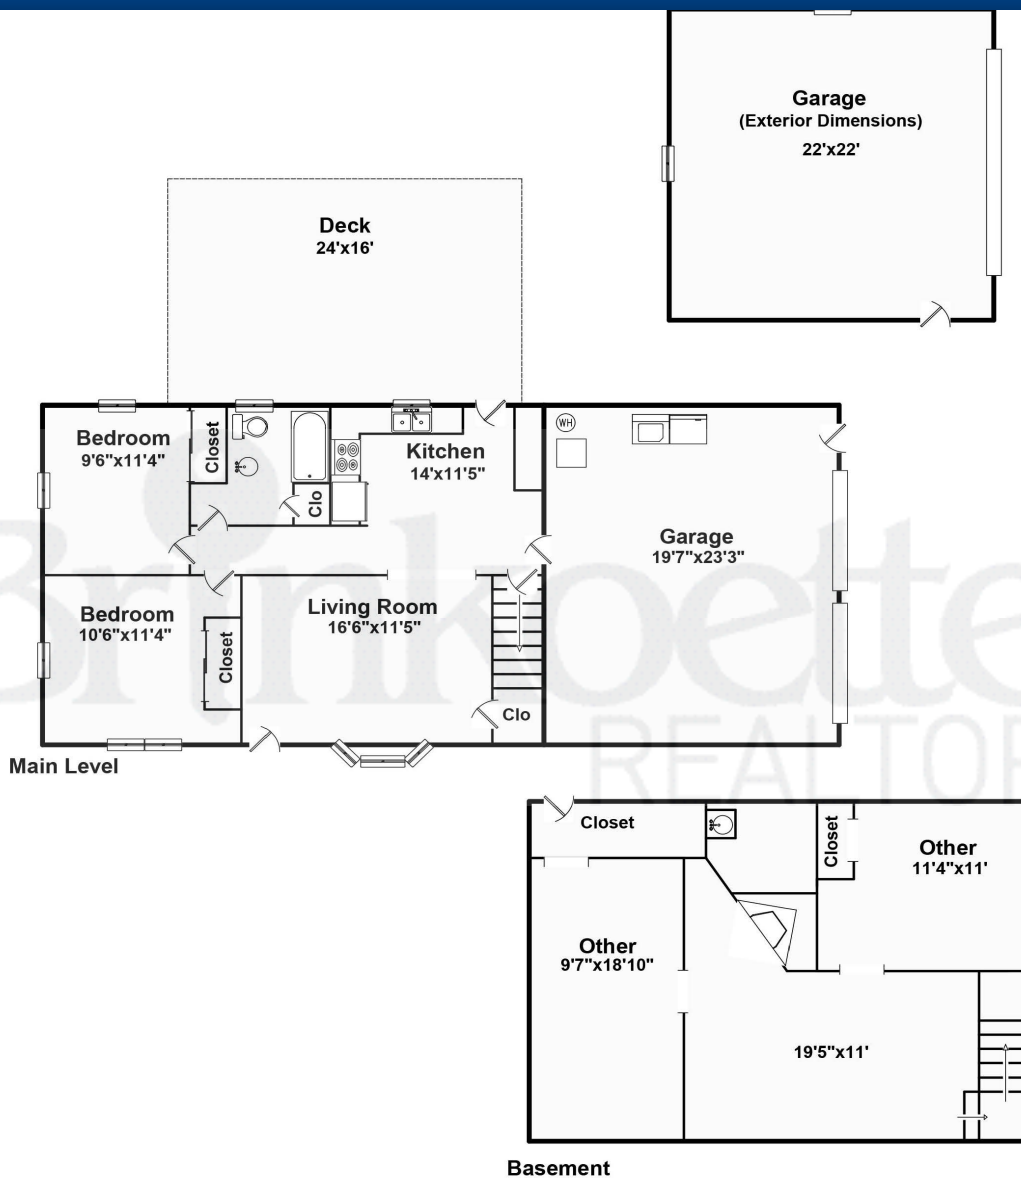 Garage
(Exterior Dimensions)
22'x22'
Deck
24'x16'
Bedroom
9'6"x11'4"
Closet
Clo
Kitchen
14'x11'5"
WH
Garage
19'7"x23'3"
Bedroom
10'6"x11'4"
Closet
Living Room
16'6"x11'5"
Clo
Main Level
Brinkoette
REALTOR
Closet
Closet
Other
11'4"x11'
Other
9'7"x18'10"
19'5"x11'
Basement